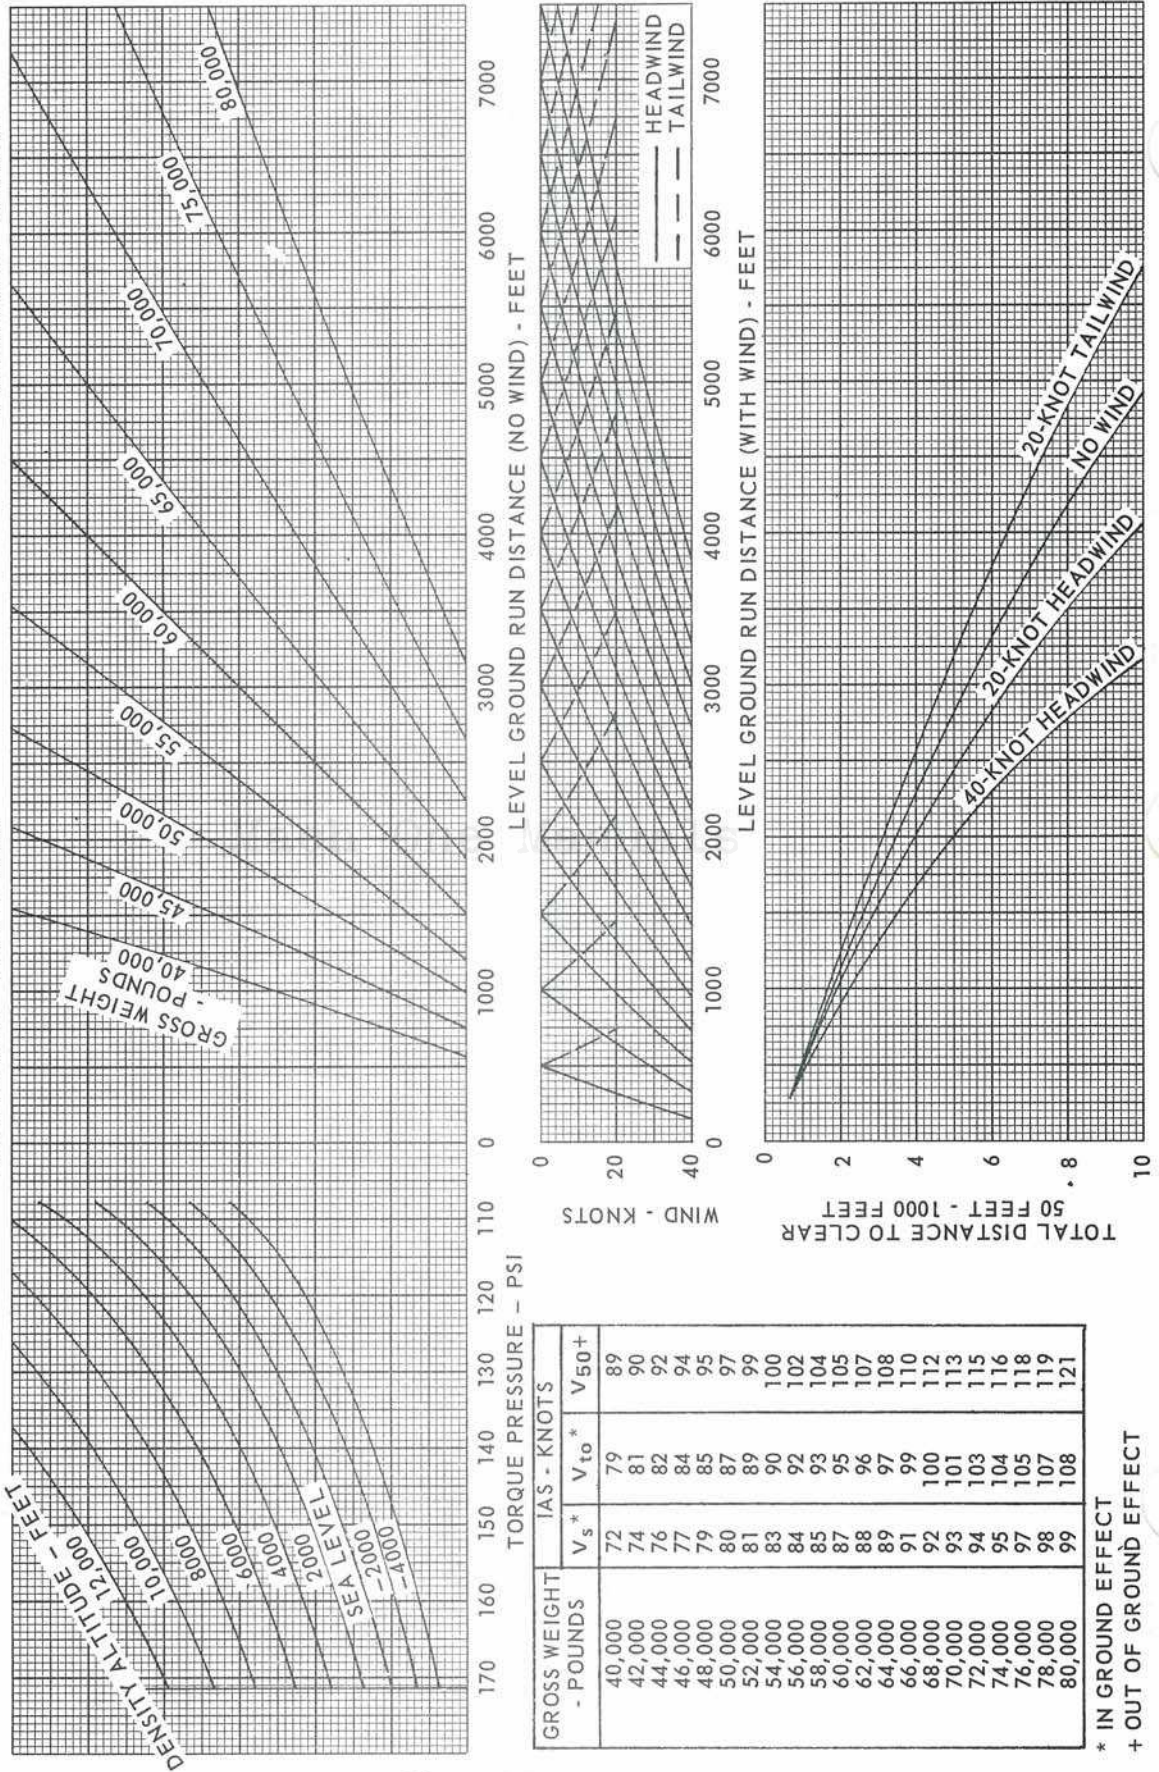 DENSITY ALTITUDE – FEET
12,000
10,000
8000
6000
4000
2000
SEA LEVEL
-2000
-4000
170 160 150 140 130 120 110
TORQUE PRESSURE – PSI
GROSS WEIGHT
- POUNDS
40,000
45,000
50,000
55,000
60,000
65,000
70,000
75,000
80,000
0 1000 2000 3000 4000 5000 6000 7000
LEVEL GROUND RUN DISTANCE (NO WIND) - FEET
WIND - KNOTS
0
20
40
HEADWIND
TAILWIND
0 1000 2000 3000 4000 5000 6000 7000
LEVEL GROUND RUN DISTANCE (WITH WIND) - FEET
TOTAL DISTANCE TO CLEAR
50 FEET - 1000 FEET
0
2
4
6
8
10
20-KNOT TAILWIND
NO WIND
20-KNOT HEADWIND
40-KNOT HEADWIND
GROSS WEIGHT
- POUNDS
IAS - KNOTS
Vs* Vto* V50+
40,000 72 79 89
42,000 74 81 90
44,000 76 82 92
46,000 77 84 94
48,000 79 85 95
50,000 80 87 97
52,000 81 89 99
54,000 83 90 100
56,000 84 92 102
58,000 85 93 104
60,000 87 95 105
62,000 88 96 107
64,000 89 97 108
66,000 91 99 110
68,000 92 100 112
70,000 93 101 113
72,000 94 103 115
74,000 95 104 116
76,000 97 105 118
78,000 98 107 119
80,000 99 108 121
* IN GROUND EFFECT
+ OUT OF GROUND EFFECT